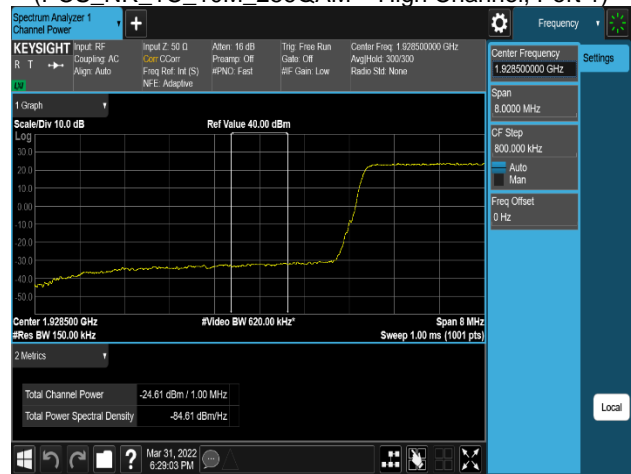 Spectrum Analyzer 1
Channel Power
+
Frequency
KEYSIGHT
R T
Input: RF
Coupling: AC
Align: Auto
Input Z: 50 Ω
Corr CCorr
Freq Ref: Int (S)
NFE: Adaptive
Atten: 16 dB
Preamp: Off
#PNO: Fast
Trig: Free Run
Gate: Off
#IF Gain: Low
Center Freq: 1.928500000 GHz
Avg|Hold: 300/300
Radio Std: None
Center Frequency
1.928500000 GHz
Settings
Span
8.0000 MHz
CF Step
800.000 kHz
Auto
Man
Freq Offset
0 Hz
1 Graph
Scale/Div 10.0 dB
Ref Value 40.00 dBm
Log
30.0
20.0
10.0
0.00
-10.0
-20.0
-30.0
-40.0
-50.0
Center 1.928500 GHz
#Video BW 620.00 kHz*
Span 8 MHz
#Res BW 150.00 kHz
Sweep 1.00 ms (1001 pts)
2 Metrics
Total Channel Power
-24.61 dBm / 1.00 MHz
Total Power Spectral Density
-84.61 dBm/Hz
Local
?
Mar 31, 2022
6:29:03 PM